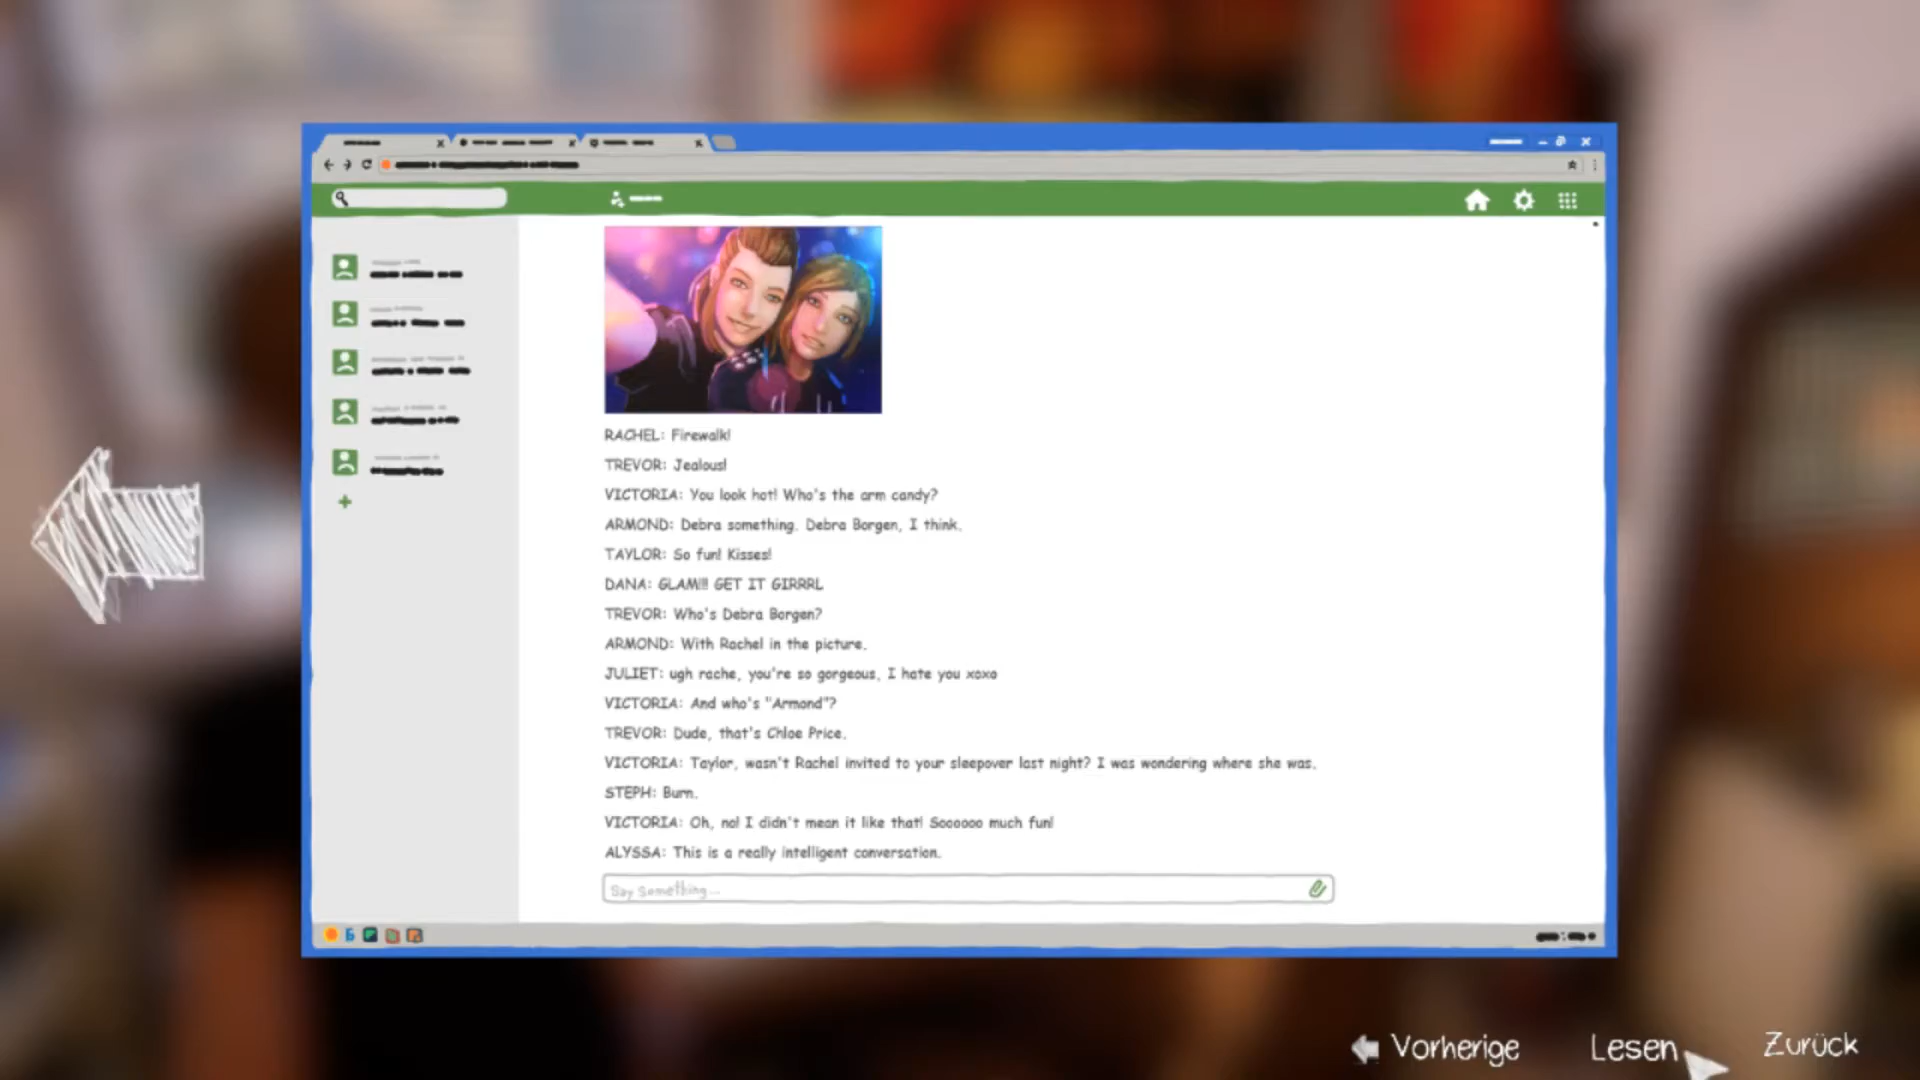 RACHEL: Firewalk!
TREVOR: Jealous!
VICTORIA: You look hot! Who's the arm candy?
ARMOND: Debra something. Debra Borgen, I think.
TAYLOR: So fun! Kisses!
DANA: GLAM!!! GET IT GIRRRL
TREVOR: Who's Debra Borgen?
ARMOND: With Rachel in the picture.
JULIET: ugh rache, you're so gorgeous, I hate you xoxo
VICTORIA: And who's "Armond"?
TREVOR: Dude, that's Chloe Price.
VICTORIA: Taylor, wasn't Rachel invited to your sleepover last night? I was wondering where she was.
STEPH: Burn.
VICTORIA: Oh, no! I didn't mean it like that! Soooooo much fun!
ALYSSA: This is a really intelligent conversation.
Say Something...
Vorherige
Lesen
Zurück